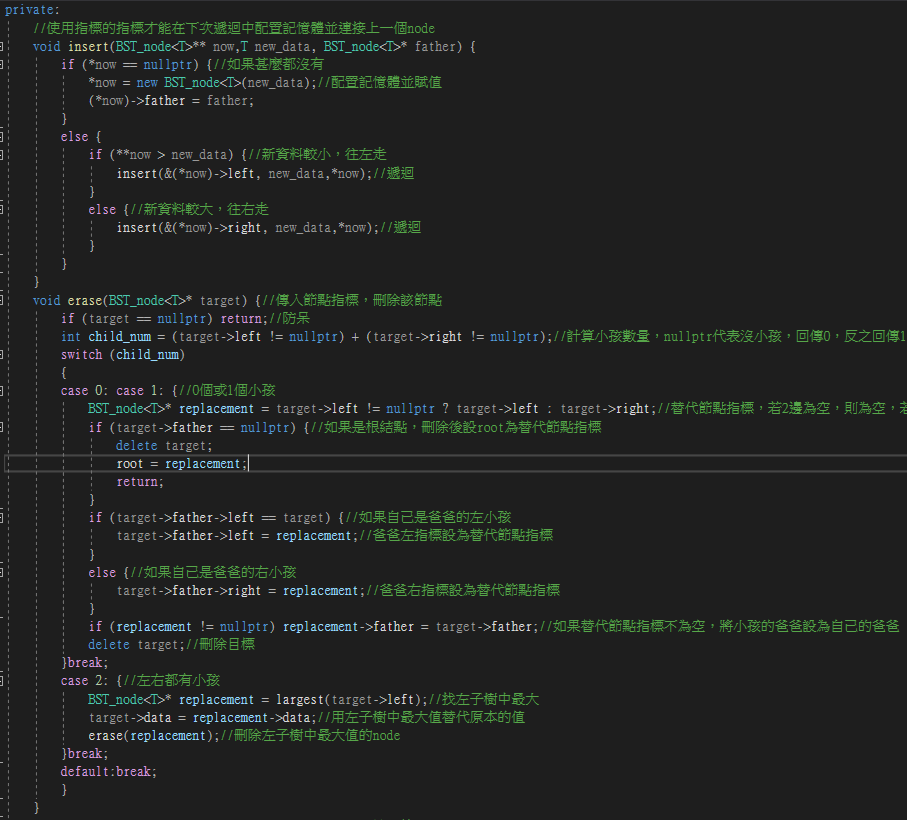 private:
//使用指標的指標才能在下次遞迴中配置記憶體並連接上一個node
void insert(BST_node<T>** now,T new_data, BST_node<T>* father) {
if (*now == nullptr) {//如果甚麼都沒有
*now = new BST_node<T>(new_data);//配置記憶體並賦值
(*now)->father = father;
}
else {
if (**now > new_data) {//新資料較小，往左走
insert(&(*now)->left, new_data,*now);//遞迴
}
else {//新資料較大，往右走
insert(&(*now)->right, new_data,*now);//遞迴
}
}
}
void erase(BST_node<T>* target) {//傳入節點指標，刪除該節點
if (target == nullptr) return;//防呆
int child_num = (target->left != nullptr) + (target->right != nullptr);//計算小孩數量，nullptr代表沒小孩，回傳0，反之回傳1
switch (child_num)
{
case 0: case 1: {//0個或1個小孩
BST_node<T>* replacement = target->left != nullptr ? target->left : target->right;//替代節點指標，若2邊為空，則為空，若
if (target->father == nullptr) {//如果是根結點，刪除後設root為替代節點指標
delete target;
root = replacement;
return;
}
if (target->father->left == target) {//如果自已是爸爸的左小孩
target->father->left = replacement;//爸爸左指標設為替代節點指標
}
else {//如果自已是爸爸的右小孩
target->father->right = replacement;//爸爸右指標設為替代節點指標
}
if (replacement != nullptr) replacement->father = target->father;//如果替代節點指標不為空，將小孩的爸爸設為自已的爸爸
delete target;//刪除目標
}break;
case 2: {//左右都有小孩
BST_node<T>* replacement = largest(target->left);//找左子樹中最大
target->data = replacement->data;//用左子樹中最大值替代原本的值
erase(replacement);//刪除左子樹中最大值的node
}break;
default:break;
}
}